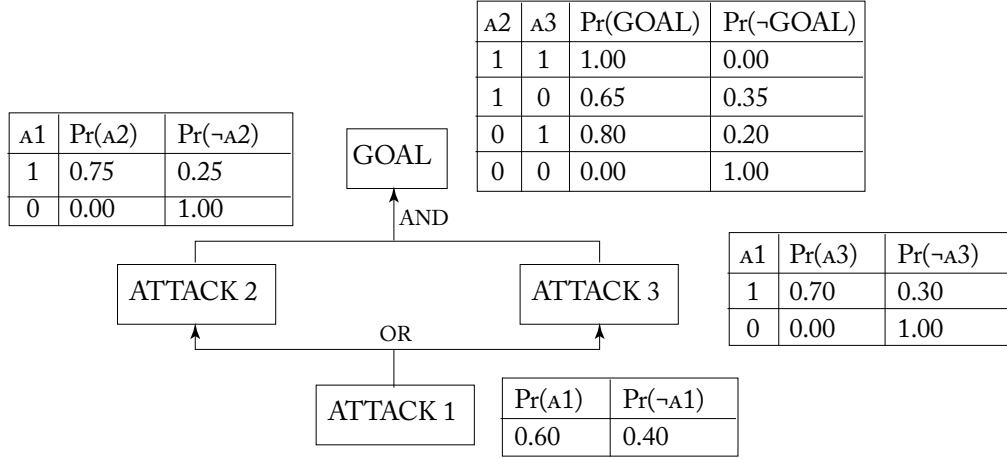 A2 A3 Pr(GOAL) Pr(¬GOAL)
1 1 1.00 0.00
1 0 0.65 0.35
0 1 0.80 0.20
0 0 0.00 1.00
A1 Pr(A2) Pr(¬A2)
1 0.75 0.25
0 0.00 1.00
GOAL
AND
ATTACK 2
ATTACK 3
A1 Pr(A3) Pr(¬A3)
1 0.70 0.30
0 0.00 1.00
OR
ATTACK 1
Pr(A1) Pr(¬A1)
0.60 0.40